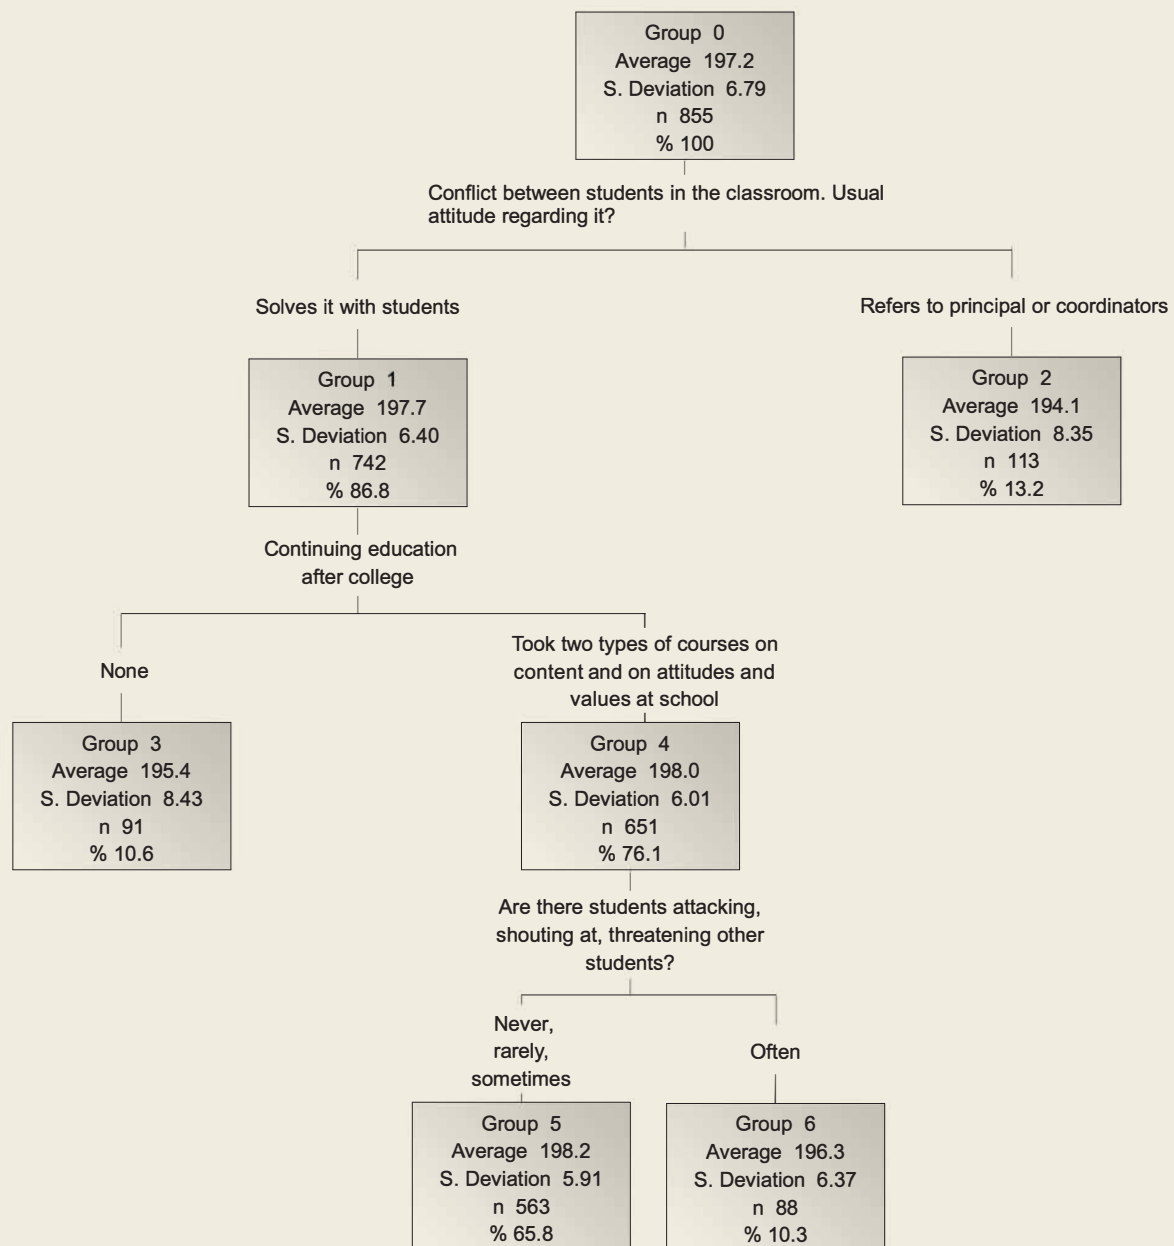 Group 0
Average 197.2
S. Deviation 6.79
n 855
% 100
Conflict between students in the classroom. Usual
attitude regarding it?
Solves it with students
Refers to principal or coordinators
Group 1
Average 197.7
S. Deviation 6.40
n 742
% 86.8
Group 2
Average 194.1
S. Deviation 8.35
n 113
% 13.2
Continuing education
after college
None
Took two types of courses on
content and on attitudes and
values at school
Group 3
Average 195.4
S. Deviation 8.43
n 91
% 10.6
Group 4
Average 198.0
S. Deviation 6.01
n 651
% 76.1
Are there students attacking,
shouting at, threatening other
students?
Never,
rarely,
sometimes
Often
Group 5
Average 198.2
S. Deviation 5.91
n 563
% 65.8
Group 6
Average 196.3
S. Deviation 6.37
n 88
% 10.3